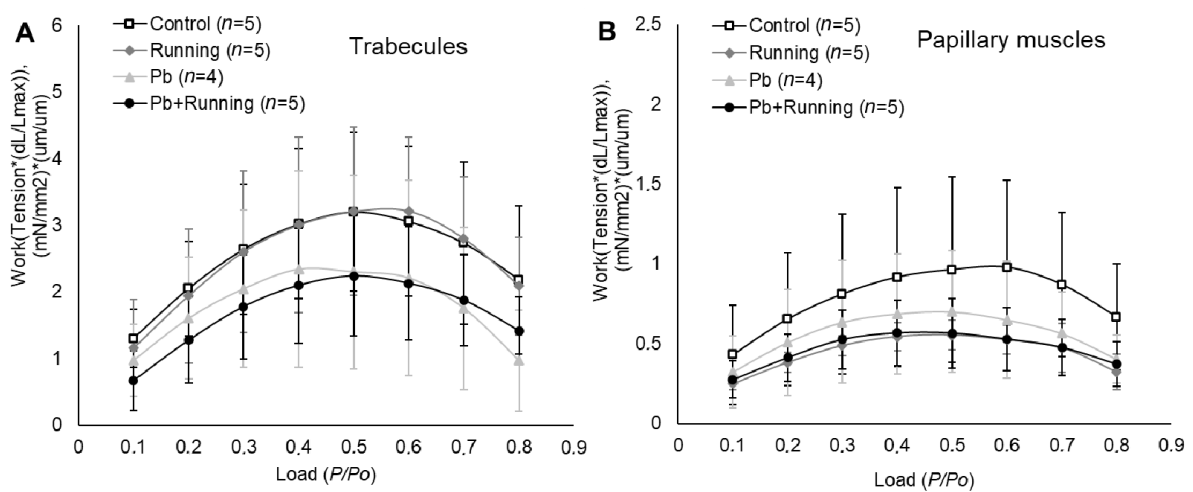 A
Trabecules
Control (n=5)
Running (n=5)
Pb (n=4)
Pb+Running (n=5)
Work(Tension*(dL/Lmax)),
(mN/mm2)*(um/um)
6
5
4
3
2
1
0
0 0.1 0.2 0.3 0.4 0.5 0.6 0.7 0.8 0.9
Load (P/Po)
B
Papillary muscles
Control (n=5)
Running (n=5)
Pb (n=4)
Pb+Running (n=5)
Work(Tension*(dL/Lmax)),
(mN/mm2)*(um/um)
2.5
2
1.5
1
0.5
0
0 0.1 0.2 0.3 0.4 0.5 0.6 0.7 0.8 0.9
Load (P/Po)